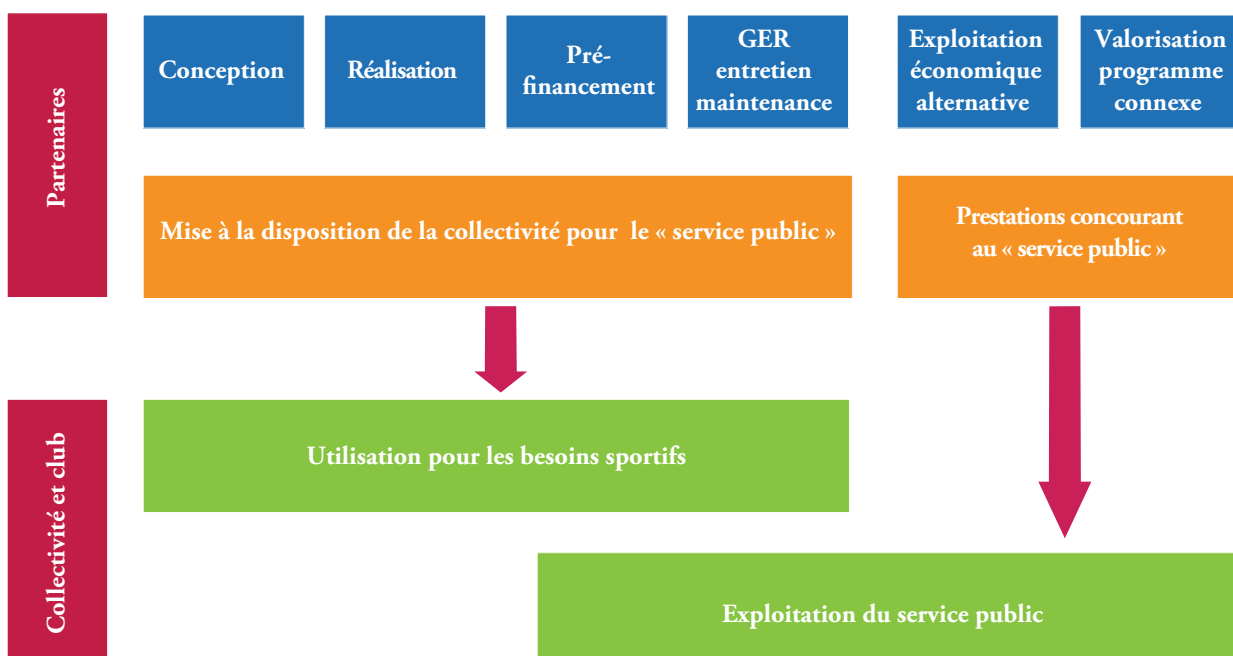 Partenaires
Conception
Réalisation
Pré-
financement
GER
entretien
maintenance
Exploitation
économique
alternative
Valorisation
programme
connexe
Mise à la disposition de la collectivité pour le « service public »
Prestations concourant
au « service public »
Collectivité et club
Utilisation pour les besoins sportifs
Exploitation du service public